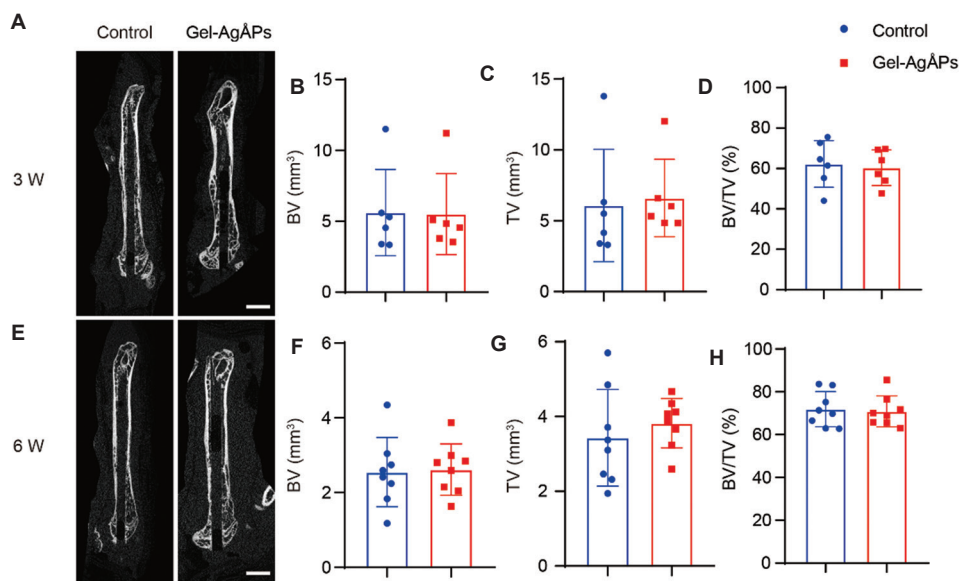 A
Control
Gel-AgÅPs
3 W
B
15
10
5
0
BV (mm³)
C
15
10
5
0
TV (mm³)
Control
Gel-AgÅPs
D
100
80
60
40
20
0
BV/TV (%)
E
6 W
F
6
4
2
0
BV (mm³)
G
6
4
2
0
TV (mm³)
H
100
80
60
40
20
0
BV/TV (%)